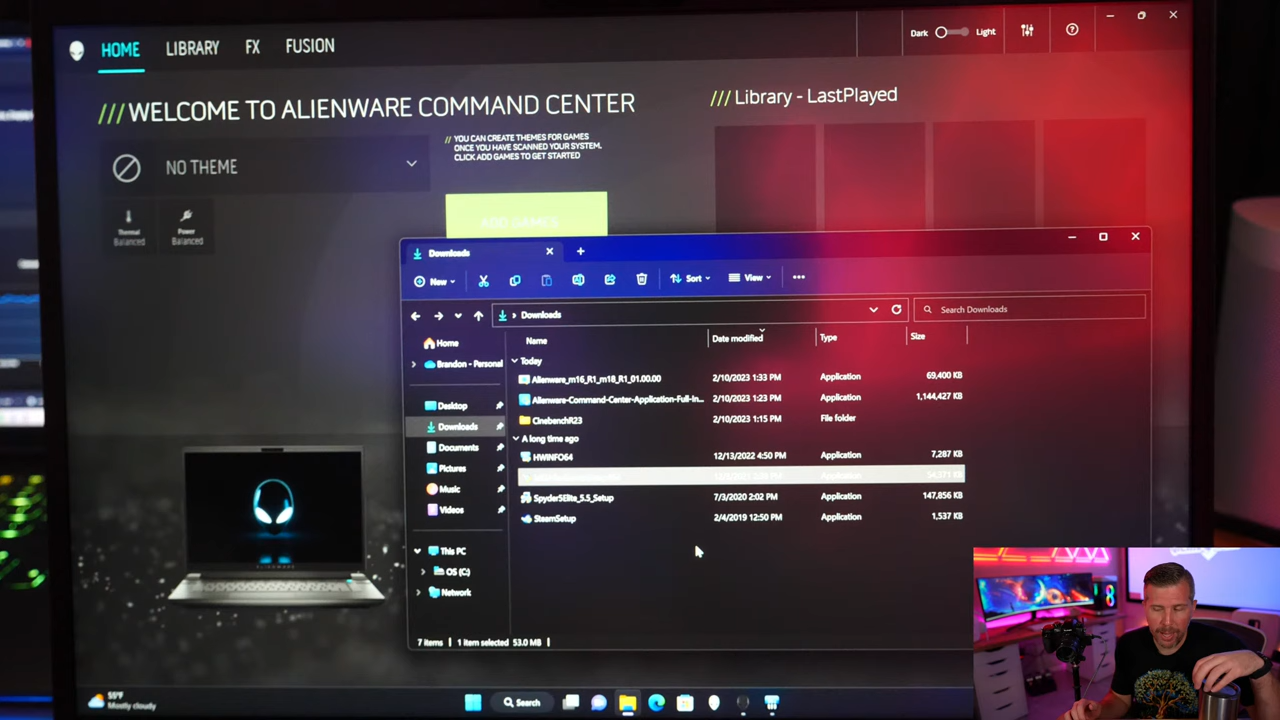 HOME LIBRARY FX FUSION
Dark Light
///WELCOME TO ALIENWARE COMMAND CENTER
/// Library - LastPlayed
NO THEME
// YOU CAN CREATE THEMES FOR GAMES
ONCE YOU HAVE SCANNED YOUR SYSTEM.
CLICK ADD GAMES TO GET STARTED
ADD GAMES
Thermal
Balanced
Power
Balanced
Downloads
New Sort View
Downloads
Search Downloads
Name Date modified Type Size
Home
Brandon - Personal
Desktop
Downloads
Documents
Pictures
Music
Videos
This PC
OS (C:)
Network
Today
Alienware_m16_R1_m18_R1_01.00.00 2/10/2023 1:33 PM Application 69,400 KB
Alienware-Command-Center-Application-Full-In... 2/10/2023 1:23 PM Application 1,144,427 KB
CinebenchR23 2/10/2023 1:15 PM File folder
A long time ago
HWINFO64 12/13/2022 4:50 PM Application 7,287 KB
Spyder5Elite_5.5_Setup 7/3/2020 2:02 PM Application 147,856 KB
SteamSetup 2/4/2019 12:50 PM Application 1,537 KB
7 items 1 item selected 53.0 MB
ALIENWARE
55°F
Mostly cloudy
Search